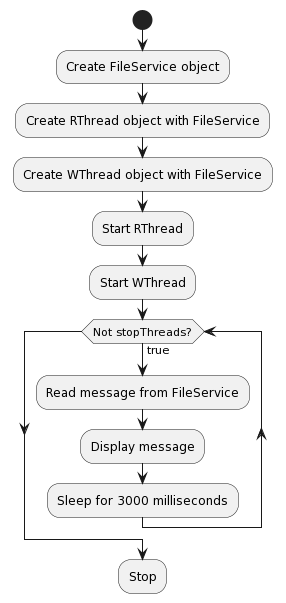 Create FileService object
Create RThread object with FileService
Create WThread object with FileService
Start RThread
Start WThread
Not stopThreads?
true
Read message from FileService
Display message
Sleep for 3000 milliseconds
Stop